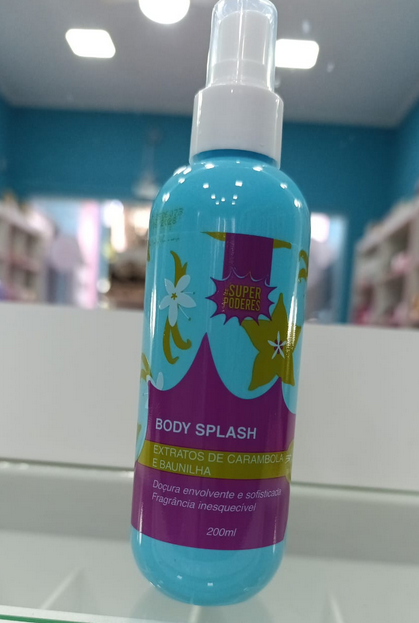 #SUPER
PODERES
BODY SPLASH
EXTRATOS DE CARAMBOLA
E BAUNILHA
Doçura envolvente e sofisticada
Fragrância inesquecível
200ml